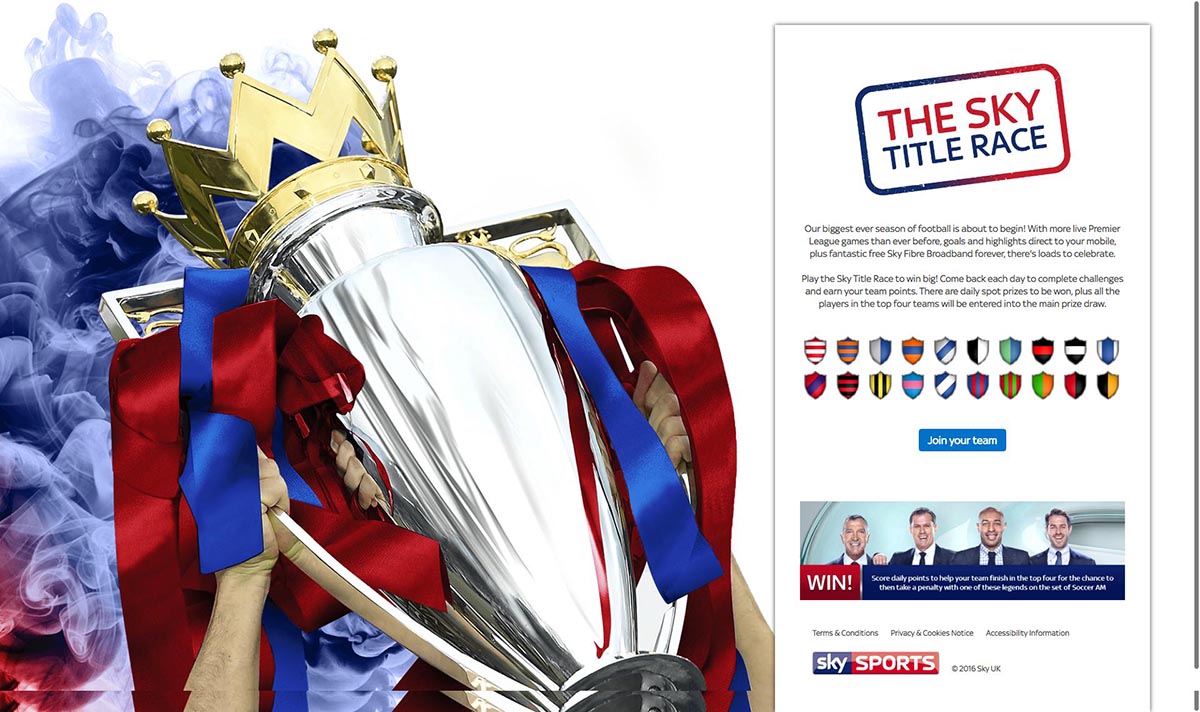 THE SKY
TITLE RACE
Our biggest ever season of football is about to begin! With more live Premier
League games than ever before, goals and highlights direct to your mobile,
plus fantastic free Sky Fibre Broadband forever, there's loads to celebrate.
Play the Sky Title Race to win big! Come back each day to complete challenges
and earn your team points. There are daily spot prizes to be won, plus all the
players in the top four teams will be entered into the main prize draw.
Join your team
WIN!
Score daily points to help your team finish in the top four for the chance to
then take a penalty with one of these legends on the set of Soccer AM
Terms & Conditions Privacy & Cookies Notice Accessibility Information
sky SPORTS © 2016 Sky UK